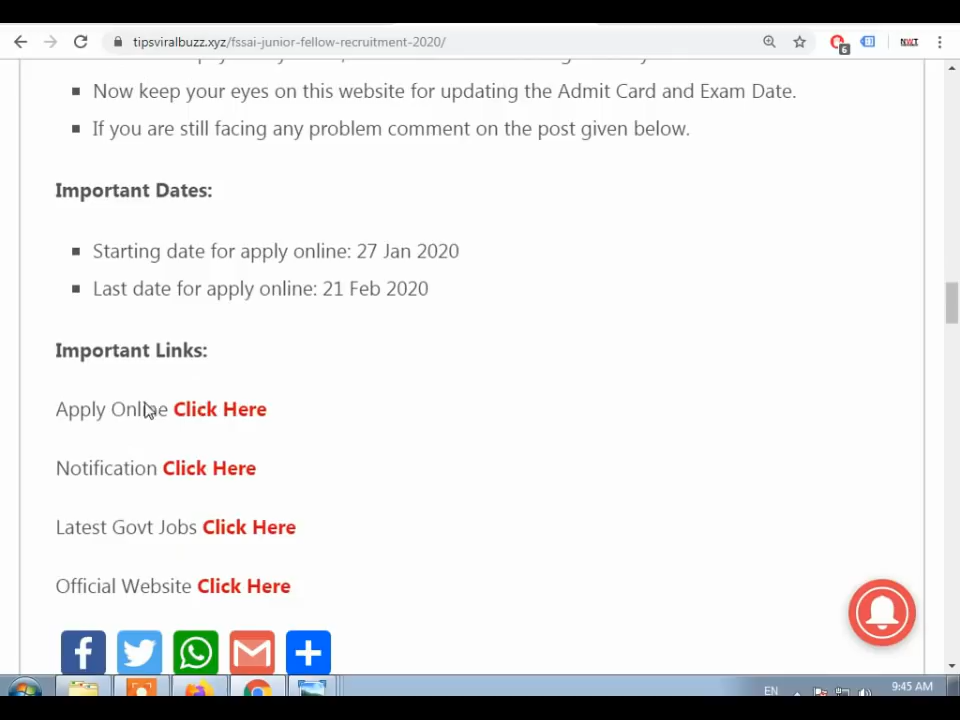 tipsviralbuzz.xyz/fssai-junior-fellow-recruitment-2020/
6
NWT
Now keep your eyes on this website for updating the Admit Card and Exam Date.
If you are still facing any problem comment on the post given below.
Important Dates:
Starting date for apply online: 27 Jan 2020
Last date for apply online: 21 Feb 2020
Important Links:
Apply Online Click Here
Notification Click Here
Latest Govt Jobs Click Here
Official Website Click Here
EN
9:45 AM